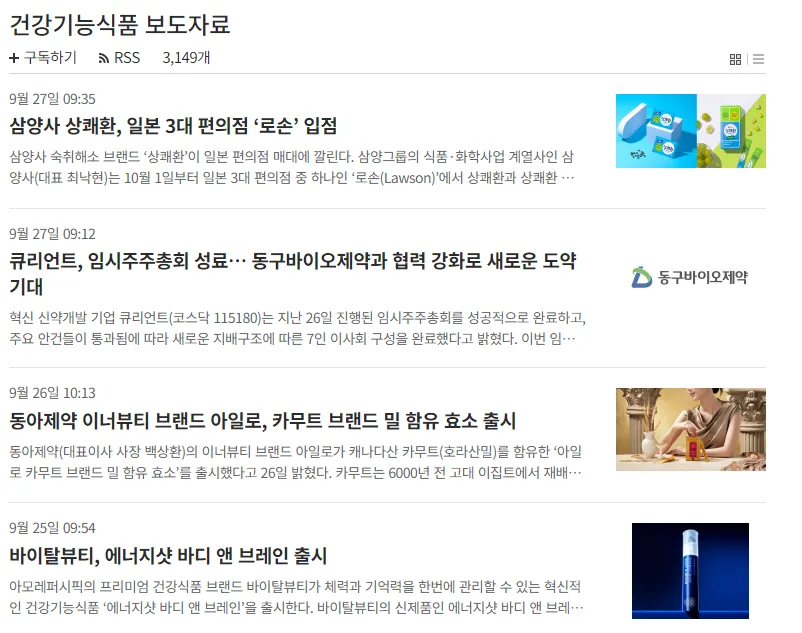 건강기능식품 보도자료
+ 구독하기 RSS 3,149개
9월 27일 09:35
삼양사 상쾌환, 일본 3대 편의점 ‘로손’ 입점
삼양사 숙취해소 브랜드 ‘상쾌환’이 일본 편의점 매대에 깔린다. 삼양그룹의 식품·화학사업 계열사인 삼
양사(대표 최낙현)는 10월 1일부터 일본 3대 편의점 중 하나인 ‘로손(Lawson)’에서 상쾌환과 상쾌환 …
상쾌환
상쾌환
9월 27일 09:12
큐리언트, 임시주주총회 성료… 동구바이오제약과 협력 강화로 새로운 도약
기대
혁신 신약개발 기업 큐리언트(코스닥 115180)는 지난 26일 진행된 임시주주총회를 성공적으로 완료하고,
주요 안건들이 통과됨에 따라 새로운 지배구조에 따른 7인 이사회 구성을 완료했다고 밝혔다. 이번 임…
동구바이오제약
9월 26일 10:13
동아제약 이너뷰티 브랜드 아일로, 카무트 브랜드 밀 함유 효소 출시
동아제약(대표이사 사장 백상환)의 이너뷰티 브랜드 아일로가 캐나다산 카무트(호라산밀)를 함유한 ‘아일
로 카무트 브랜드 밀 함유 효소’를 출시했다고 26일 밝혔다. 카무트는 6000년 전 고대 이집트에서 재배…
9월 25일 09:54
바이탈뷰티, 에너지샷 바디 앤 브레인 출시
아모레퍼시픽의 프리미엄 건강식품 브랜드 바이탈뷰티가 체력과 기억력을 한번에 관리할 수 있는 혁신적
인 건강기능식품 ‘에너지샷 바디 앤 브레인’을 출시한다. 바이탈뷰티의 신제품인 에너지샷 바디 앤 브레…